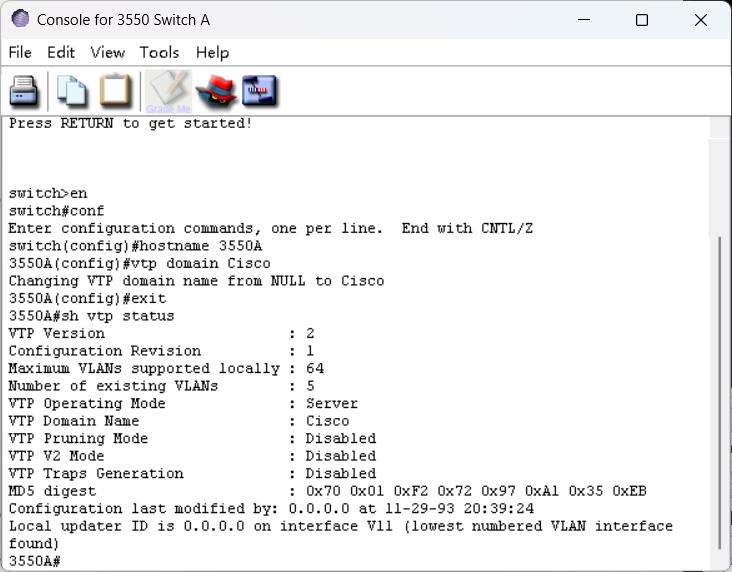 Console for 3550 Switch A
File Edit View Tools Help
Grade Me
Press RETURN to get started!
switch>en
switch#conf
Enter configuration commands, one per line.  End with CNTL/Z
switch(config)#hostname 3550A
3550A(config)#vtp domain Cisco
Changing VTP domain name from NULL to Cisco
3550A(config)#exit
3550A#sh vtp status
VTP Version                     : 2
Configuration Revision          : 1
Maximum VLANs supported locally : 64
Number of existing VLANs        : 5
VTP Operating Mode              : Server
VTP Domain Name                 : Cisco
VTP Pruning Mode                : Disabled
VTP V2 Mode                     : Disabled
VTP Traps Generation            : Disabled
MD5 digest                      : 0x70 0x01 0xF2 0x72 0x97 0xA1 0x35 0xEB
Configuration last modified by: 0.0.0.0 at 11-29-93 20:39:24
Local updater ID is 0.0.0.0 on interface Vl1 (lowest numbered VLAN interface
found)
3550A#